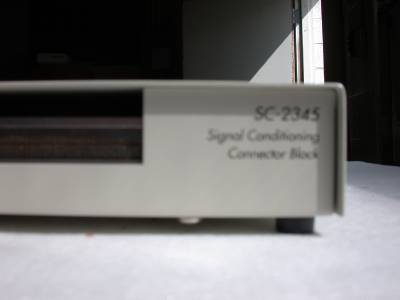 SC-2345
Signal Conditioning
Connector Block